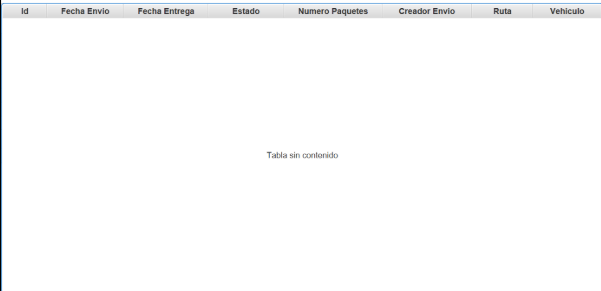 Id Fecha Envio Fecha Entrega Estado Numero Paquetes Creador Envio Ruta Vehiculo
Tabla sin contenido